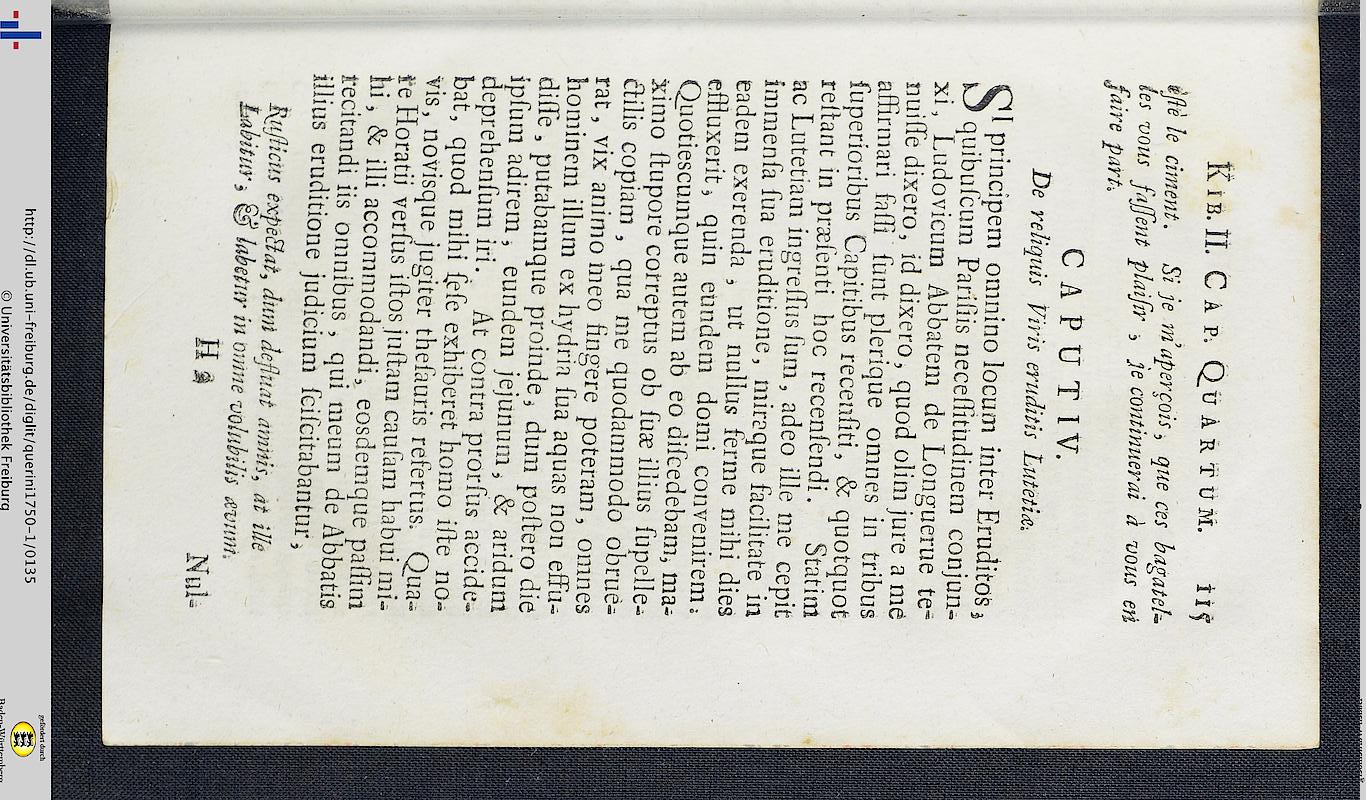 LIB. II. CAP. QUARTUM. 115
esté le ciment. Si je m'aperçois, que ces bagatel-
les vous fassent plaisir, je continuerai à vous en
faire part.
CAPUT IV.
De reliquis Viris eruditis Lutetiæ.
SI principem omnino locum inter Eruditos,
quibuſcum Pariſiis neceſſitudinem conjun-
xi, Ludovicum Abbatem de Longuerue te-
nuiſſe dixero, id dixero, quod olim jure a me
affirmari faſſi ſunt plerique omnes in tribus
ſuperioribus Capitibus recenſiti, & quotquot
reſtant in præſenti hoc recenſendi. Statim
ac Lutetiam ingreſſus ſum, adeo ille me cepit
immenſa ſua eruditione, miraque facilitate in
eadem exerenda, ut nullus ferme mihi dies
effluxerit, quin eundem domi convenirem.
Quotiescunque autem ab eo diſcedebam, ma-
ximo ſtupore correptus ob ſuæ illius ſupelle-
ctilis copiam, qua me quodammodo obrue-
rat, vix animo meo fingere poteram, omnes
hominem illum ex hydria ſua aquas non effu-
diſſe, putabamque proinde, dum poſtero die
ipſum adirem, eundem jejunum, & aridum
deprehenſum iri. At contra prorſus accide-
bat, quod mihi ſeſe exhiberet homo iſte no-
vis, novisque jugiter theſauris refertus. Qua-
re Horatii verſus iſtos juſtam cauſam habui mi-
hi, & illi accommodandi, eosdemque paſſim
recitandi iis omnibus, qui meum de Abbatis
illius eruditione judicium ſciſcitabantur,
Ruſticus expectat, dum defluat amnis, at ille
Labitur, & labetur in omne volubilis ævum.
H 2
Nul-
http://dl.ub.uni-freiburg.de/diglit/querini1750-1/0135
© Universitätsbibliothek Freiburg
gefördert durch
Baden-Württemberg